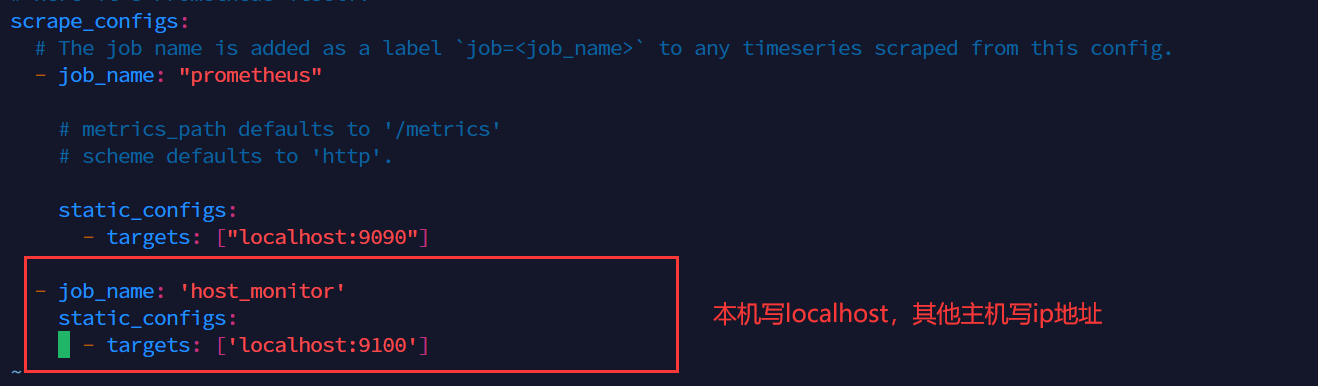 scrape_configs:
# The job name is added as a label `job=<job_name>` to any timeseries scraped from this config.
- job_name: "prometheus"
# metrics_path defaults to '/metrics'
# scheme defaults to 'http'.
static_configs:
- targets: ["localhost:9090"]
- job_name: 'host_monitor'
static_configs:
- targets: ['localhost:9100']
本机写localhost，其他主机写ip地址
~